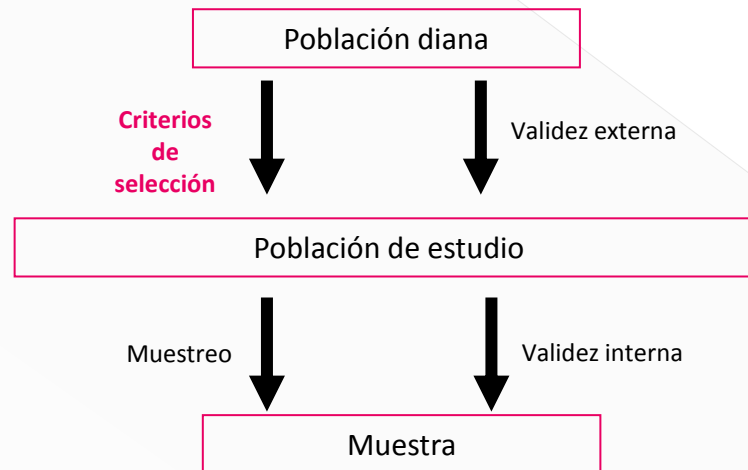 Población diana
Criterios
de
selección
Validez externa
Población de estudio
Muestreo
Validez interna
Muestra